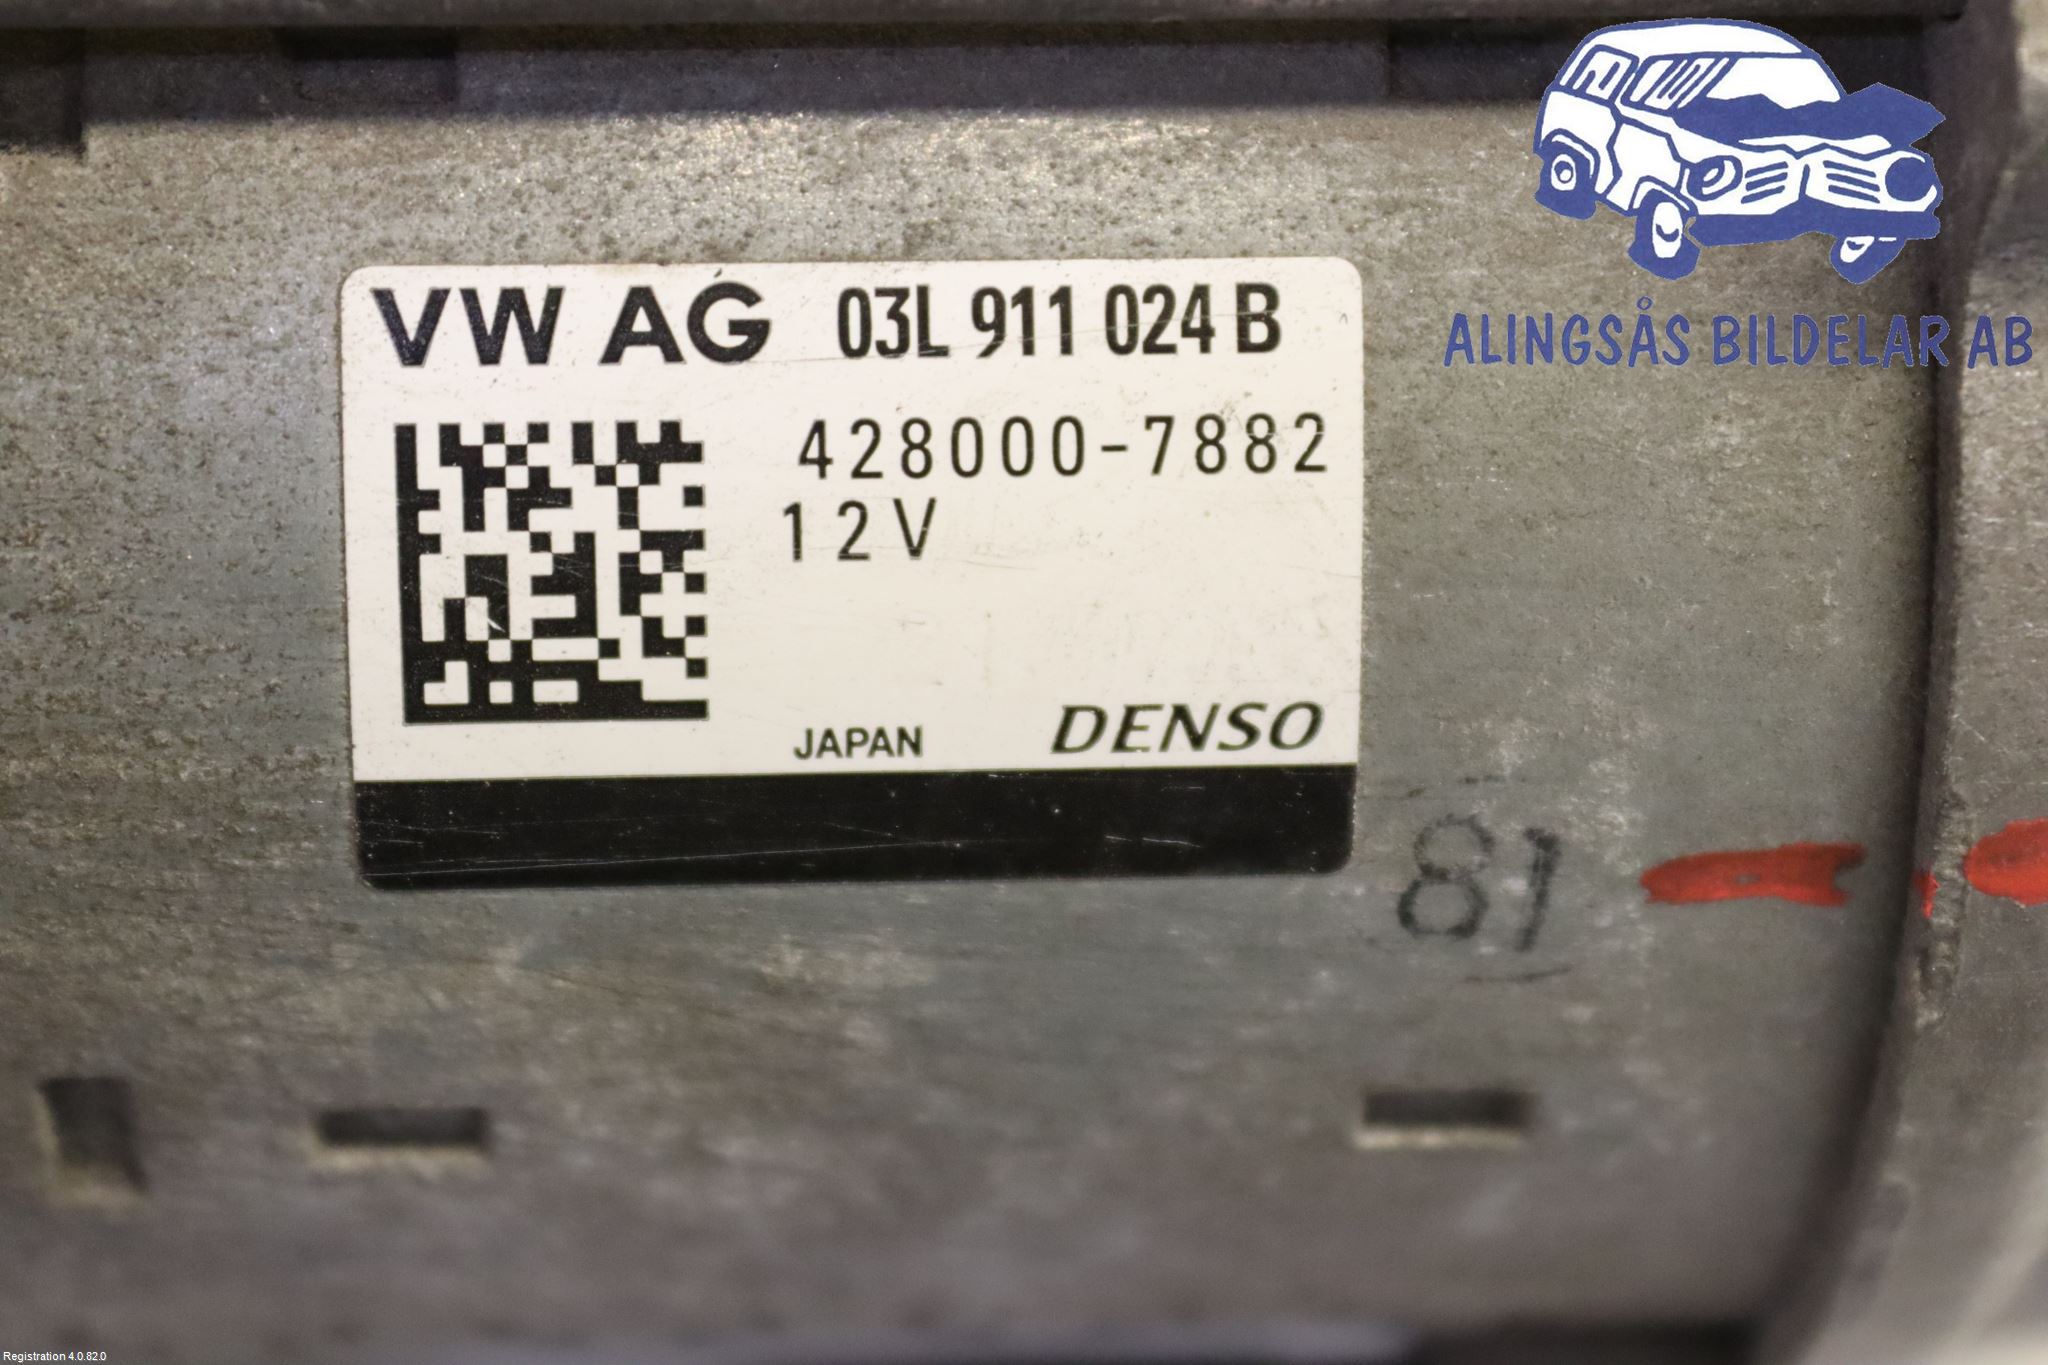 ALINGSÅS BILDELAR AB
VW AG 03L 911 024 B
428000-7882
12V
JAPAN DENSO
81
Registration 4.0.82.0